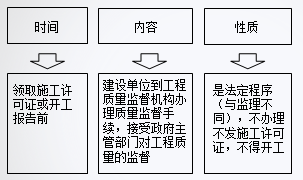 时间
内容
性质
领取施工许
可证或开工
报告前
建设单位到工程
质量监督机构办
理质量监督手
续，接受政府主
管部门对工程质
量的监督
是法定程序
（与监理不
同），不办理
不发施工许可
证，不得开工